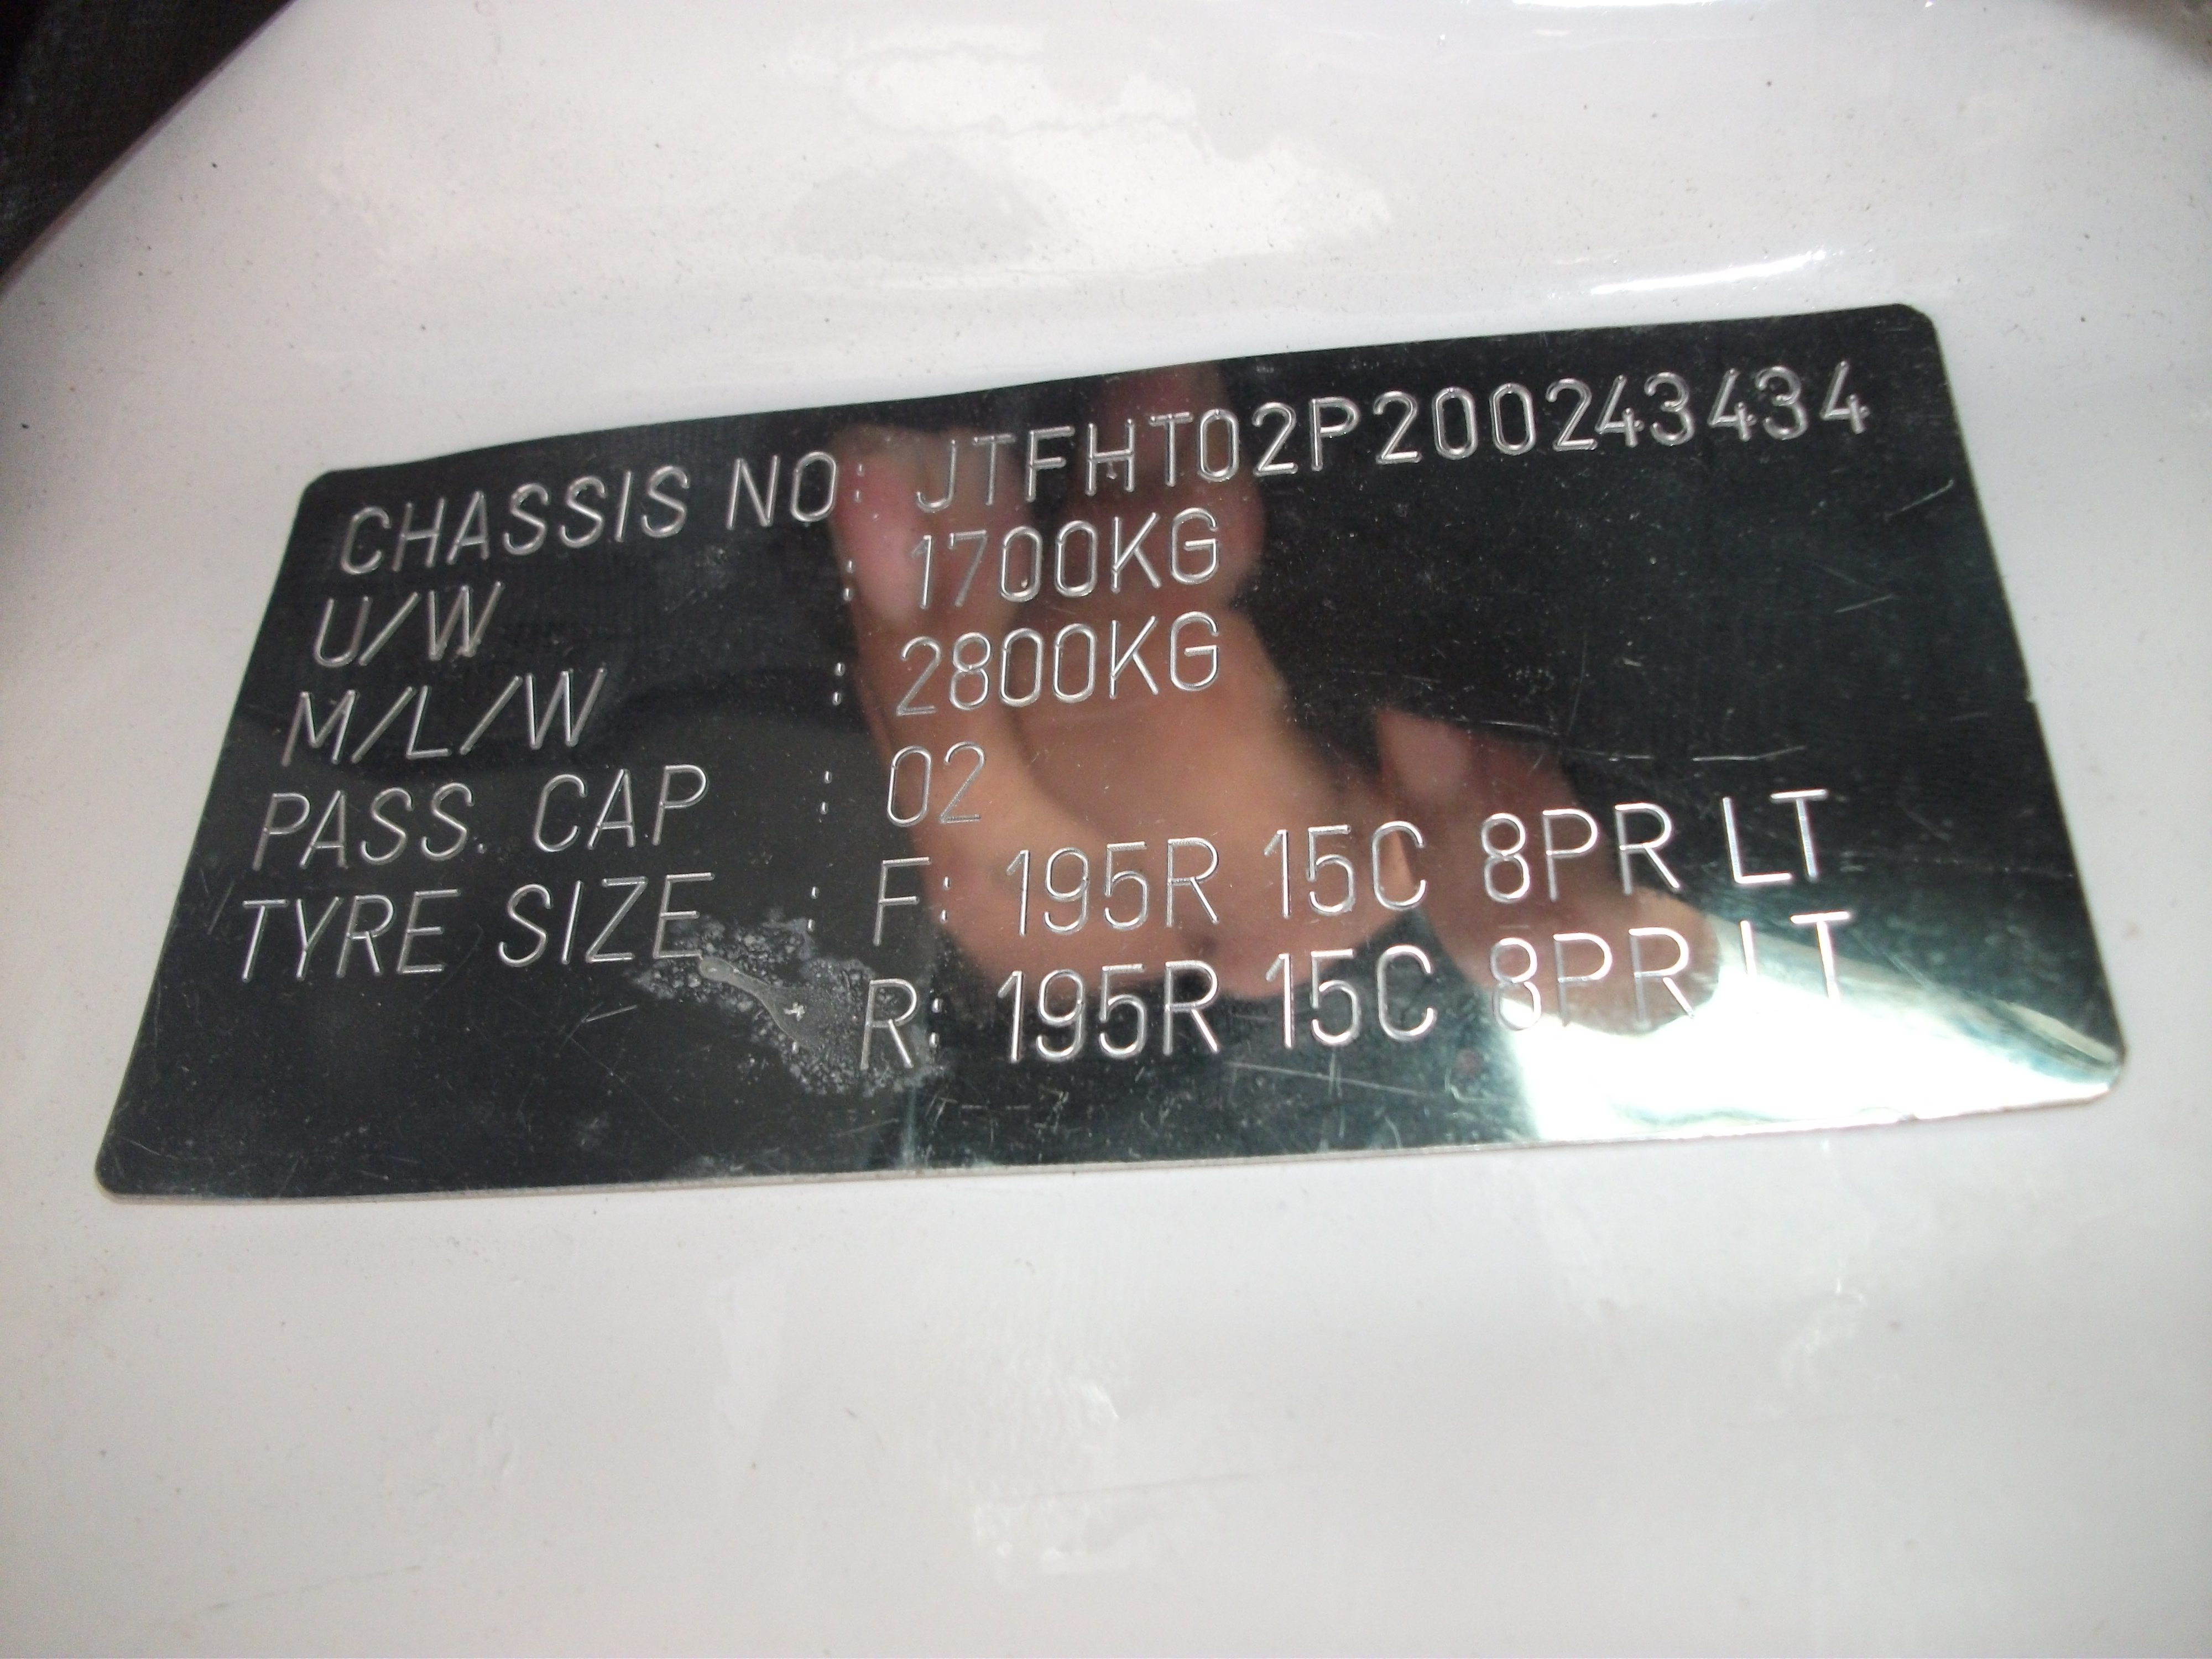 CHASSIS NO: JTFHT02P200243434
U/W : 1700KG
M/L/W : 2800KG
PASS. CAP : 02
TYRE SIZE : F: 195R 15C 8PR LT
: R: 195R 15C 8PR LT